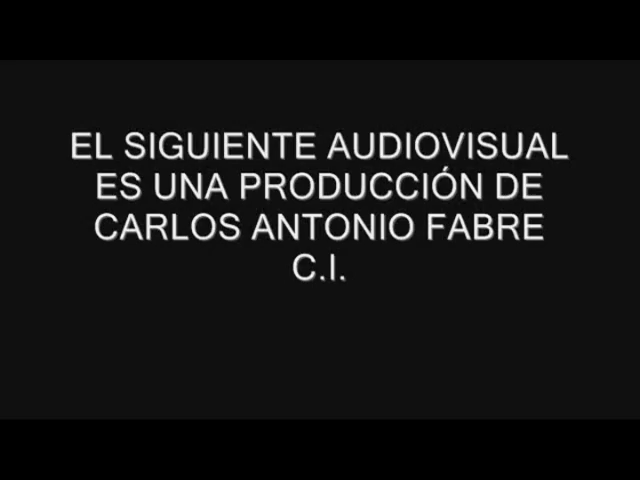 EL SIGUIENTE AUDIOVISUAL
ES UNA PRODUCCIÓN DE
CARLOS ANTONIO FABRE
C.I.